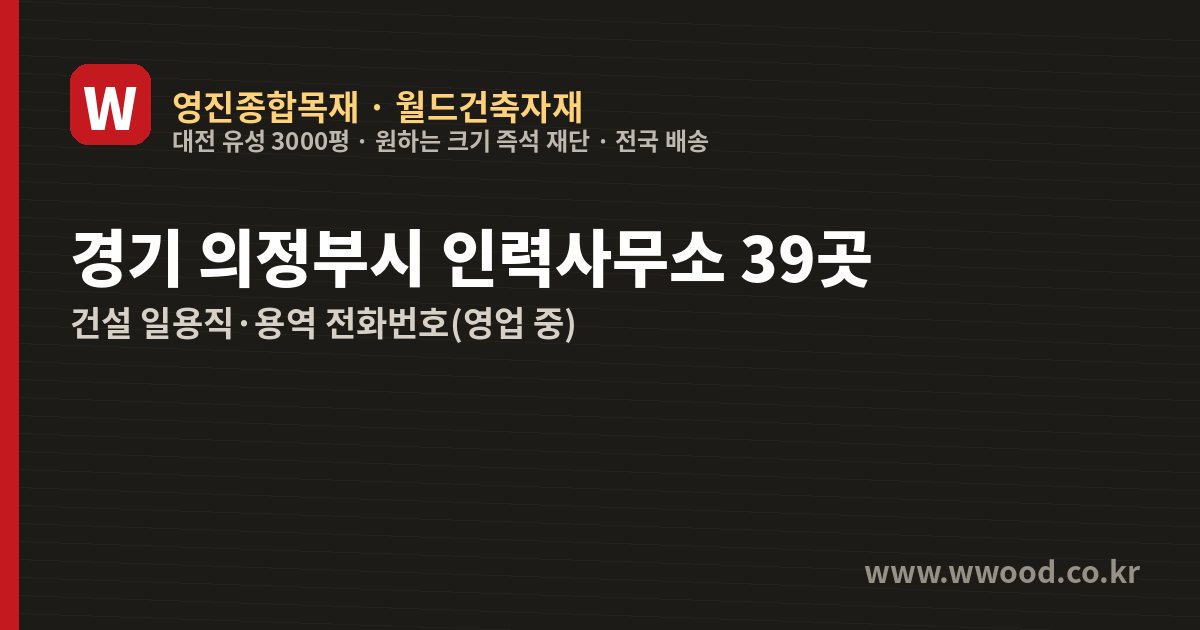 W
영진종합목재 · 월드건축자재
대전 유성 3000평 · 원하는 크기 즉석 재단 · 전국 배송
경기 의정부시 인력사무소 39곳
건설 일용직·용역 전화번호(영업 중)
www.wwood.co.kr